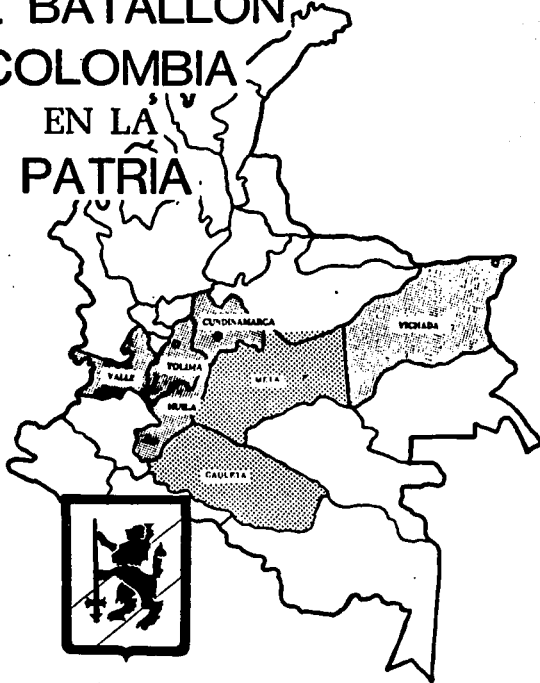 L BATALLON
COLOMBIA
EN LA
PATRIA
CUNDINAMARCA
VICHADA
VALLE
TOLIMA
META
HUILA
CAQUETA